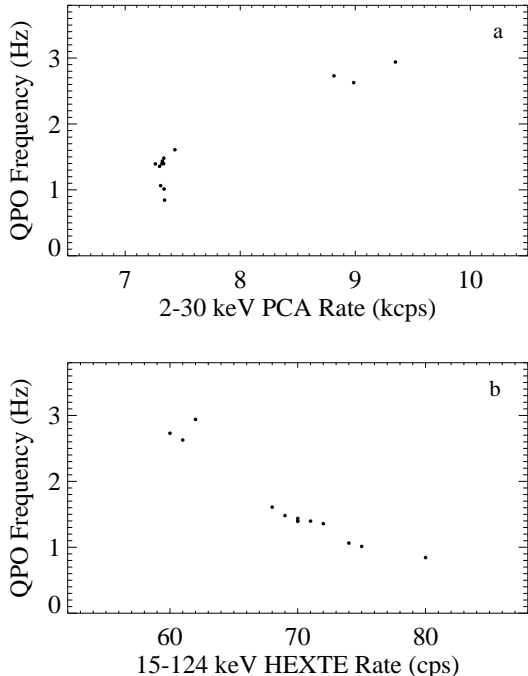 a
QPO Frequency (Hz)
3
2
1
0
7 8 9 10
2-30 keV PCA Rate (kcps)
b
QPO Frequency (Hz)
3
2
1
0
60 70 80
15-124 keV HEXTE Rate (cps)